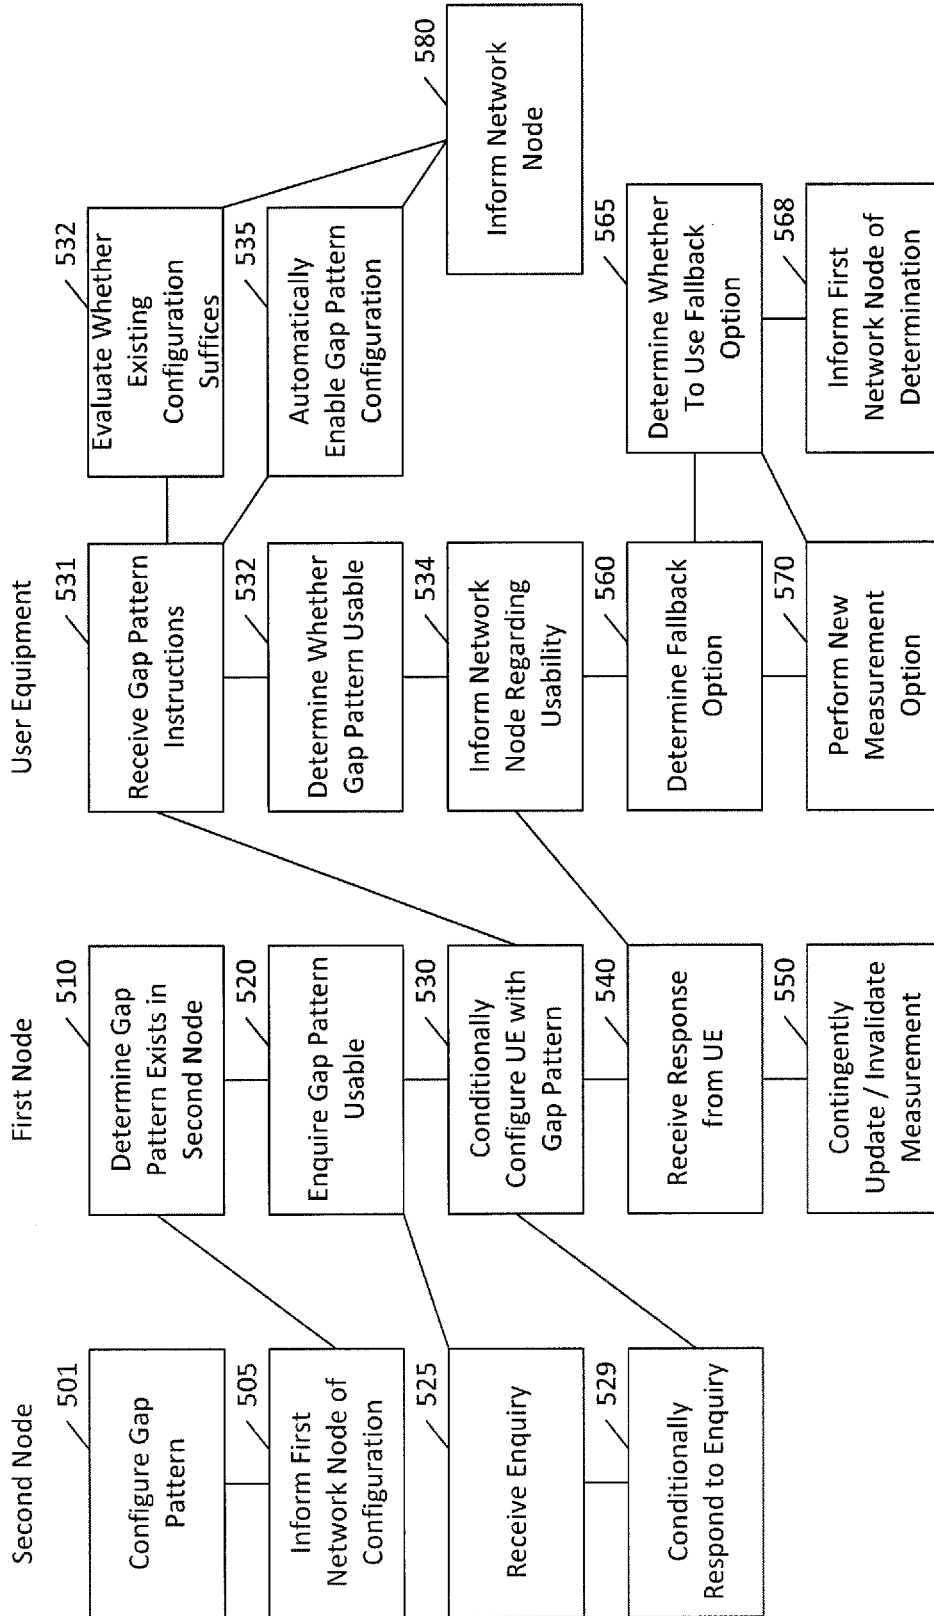 Second Node
501
Configure Gap
Pattern
505
Inform First
Network Node of
Configuration
525
Receive Enquiry
529
Conditionally
Respond to Enquiry
First Node
510
Determine Gap
Pattern Exists in
Second Node
520
Enquire Gap Pattern
Usable
530
Conditionally
Configure UE with
Gap Pattern
540
Receive Response
from UE
550
Contingently
Update / Invalidate
Measurement
User Equipment
531
Receive Gap Pattern
Instructions
532
Determine Whether
Gap Pattern Usable
534
Inform Network
Node Regarding
Usability
560
Determine Fallback
Option
570
Perform New
Measurement
Option
532
Evaluate Whether
Existing
Configuration
Suffices
535
Automatically
Enable Gap Pattern
Configuration
580
Inform Network
Node
565
Determine Whether
To Use Fallback
Option
568
Inform First
Network Node of
Determination